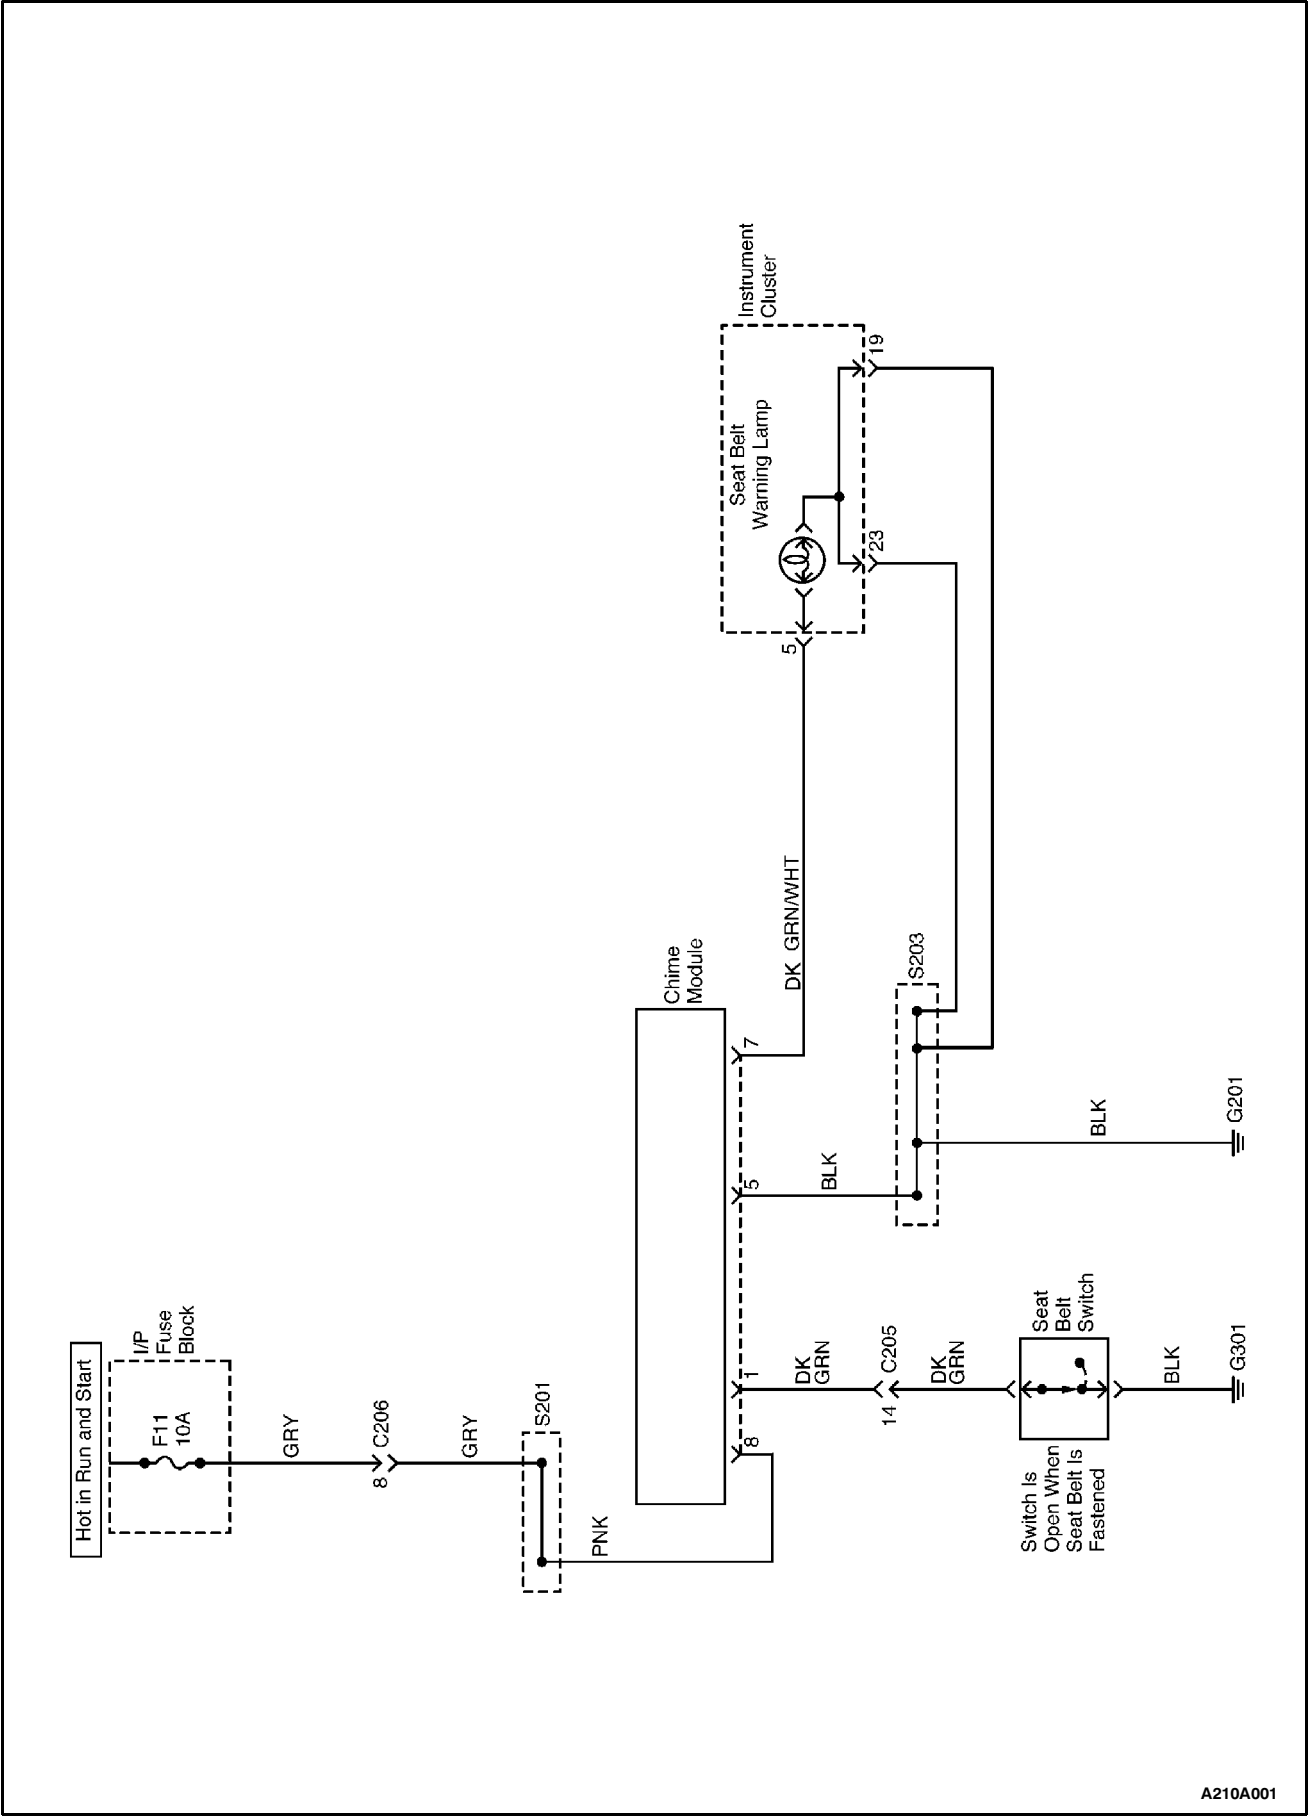 Hot in Run and Start
I/P
Fuse
Block
F11
10A
GRY
8
C206
GRY
S201
PNK
Chime
Module
8
1
5
7
DK
GRN
14
C205
DK
GRN
Switch Is
Open When
Seat Belt Is
Fastened
Seat
Belt
Switch
BLK
G301
BLK
S203
BLK
G201
DK GRN/WHT
5
Seat Belt
Warning Lamp
Instrument
Cluster
23
19
A210A001